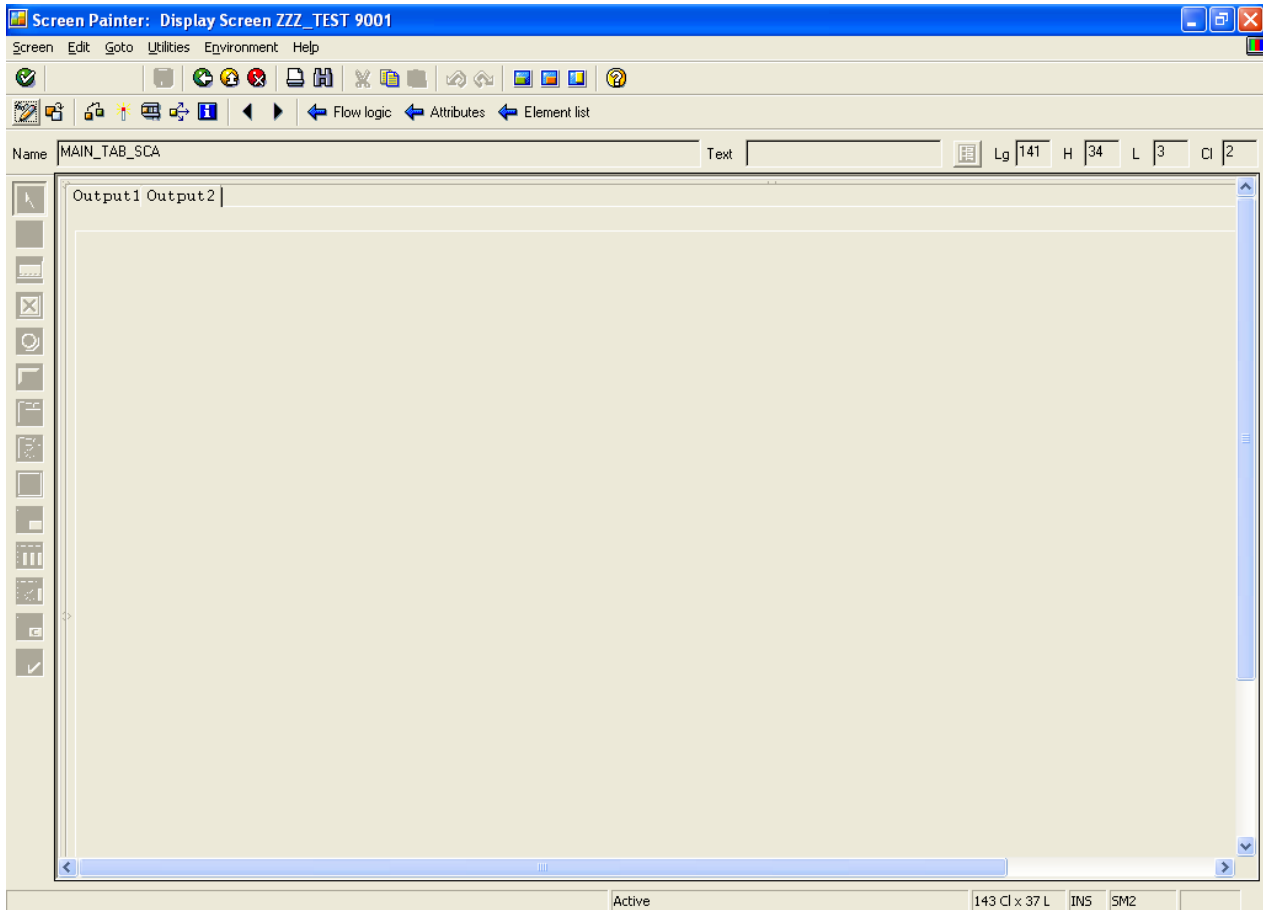 Screen Painter: Display Screen ZZZ_TEST 9001
Screen Edit Goto Utilities Environment Help
Flow logic Attributes Element list
Name MAIN_TAB_SCA Text Lg 141 H 34 L 3 Cl 2
Output1 Output2
Active 143 Cl x 37 L INS SM2